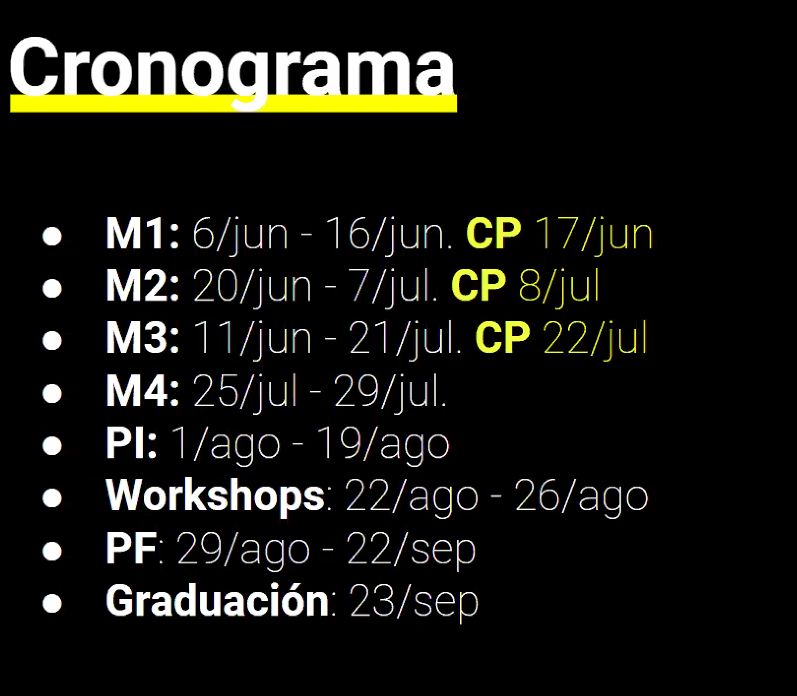 Cronograma
● M1: 6/jun - 16/jun. CP 17/jun
● M2: 20/jun - 7/jul. CP 8/jul
● M3: 11/jun - 21/jul. CP 22/jul
● M4: 25/jul - 29/jul.
● PI: 1/ago - 19/ago
● Workshops: 22/ago - 26/ago
● PF: 29/ago - 22/sep
● Graduación: 23/sep